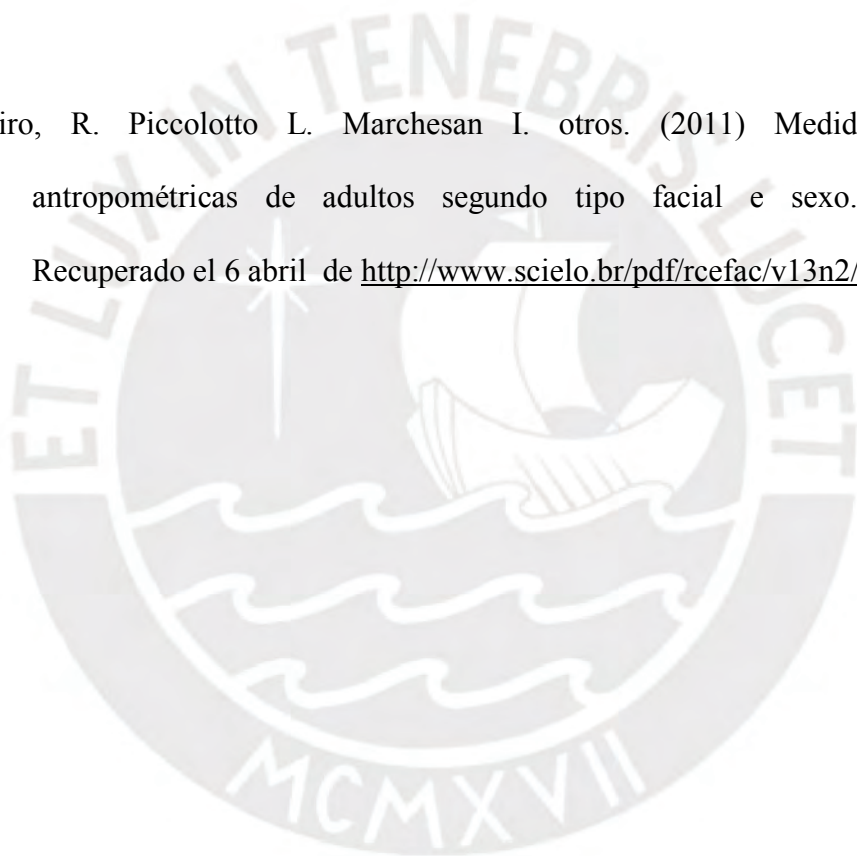 iro, R. Piccolotto L. Marchesan I. otros. (2011) Medid
antropométricas de adultos segundo tipo facial e sexo.
Recuperado el 6 abril de http://www.scielo.br/pdf/rcefac/v13n2/
ET LUX IN TENEBRIS LUCET
MCMXVII